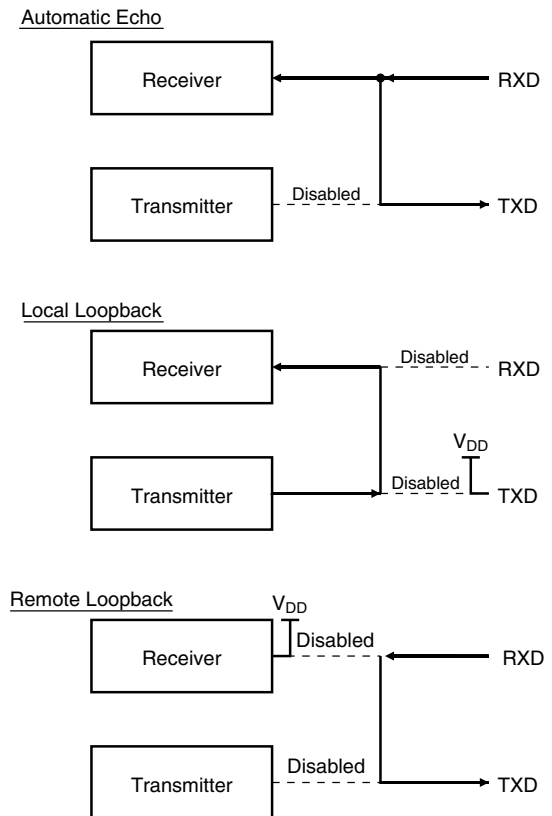 Automatic Echo
Receiver
RXD
Disabled
Transmitter
TXD
Local Loopback
Disabled
Receiver
RXD
VDD
Disabled
Transmitter
TXD
Remote Loopback
VDD
Disabled
Receiver
RXD
Disabled
Transmitter
TXD